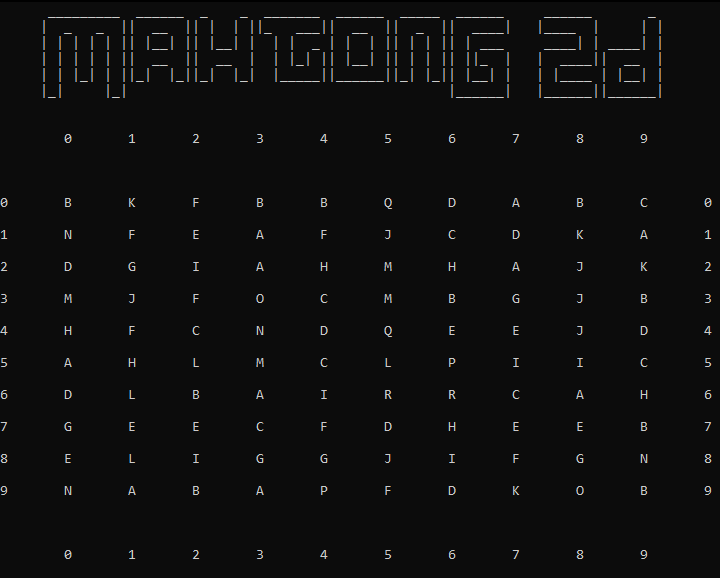 MAHJONG 2d
0 1 2 3 4 5 6 7 8 9
0 B K F B B Q D A B C 0
1 N F E A F J C D K A 1
2 D G I A H M H A J K 2
3 M J F O C M B G J B 3
4 H F C N D Q E E J D 4
5 A H L M C L P I I C 5
6 D L B A I R R C A H 6
7 G E E C F D H E E B 7
8 E L I G G J I F G N 8
9 N A B A P F D K O B 9
0 1 2 3 4 5 6 7 8 9